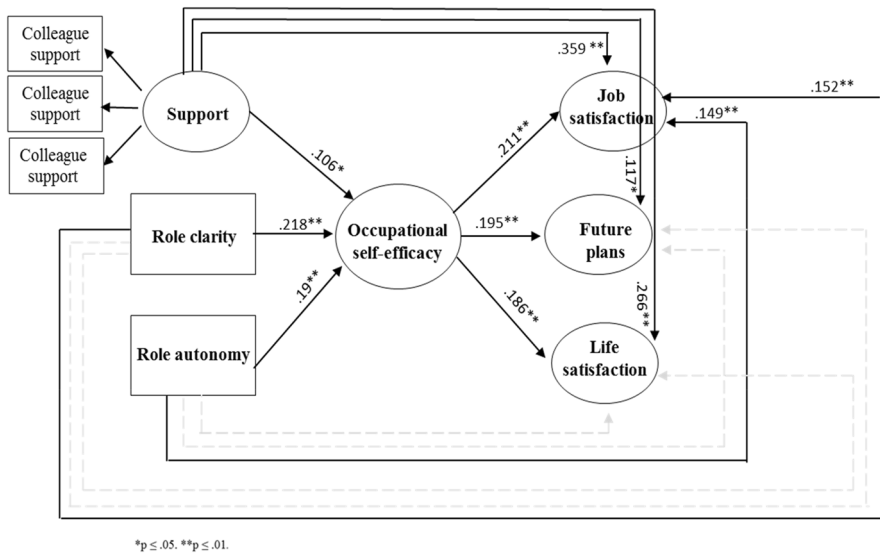 Colleague
support
Colleague
support
Colleague
support
Support
Role clarity
Role autonomy
Occupational
self-efficacy
Job
satisfaction
Future
plans
Life
satisfaction
.359 **
.152**
.149**
.211**
.117*
.106*
.218**
.195**
.19**
.186**
.266**
*p ≤ .05. **p ≤ .01.